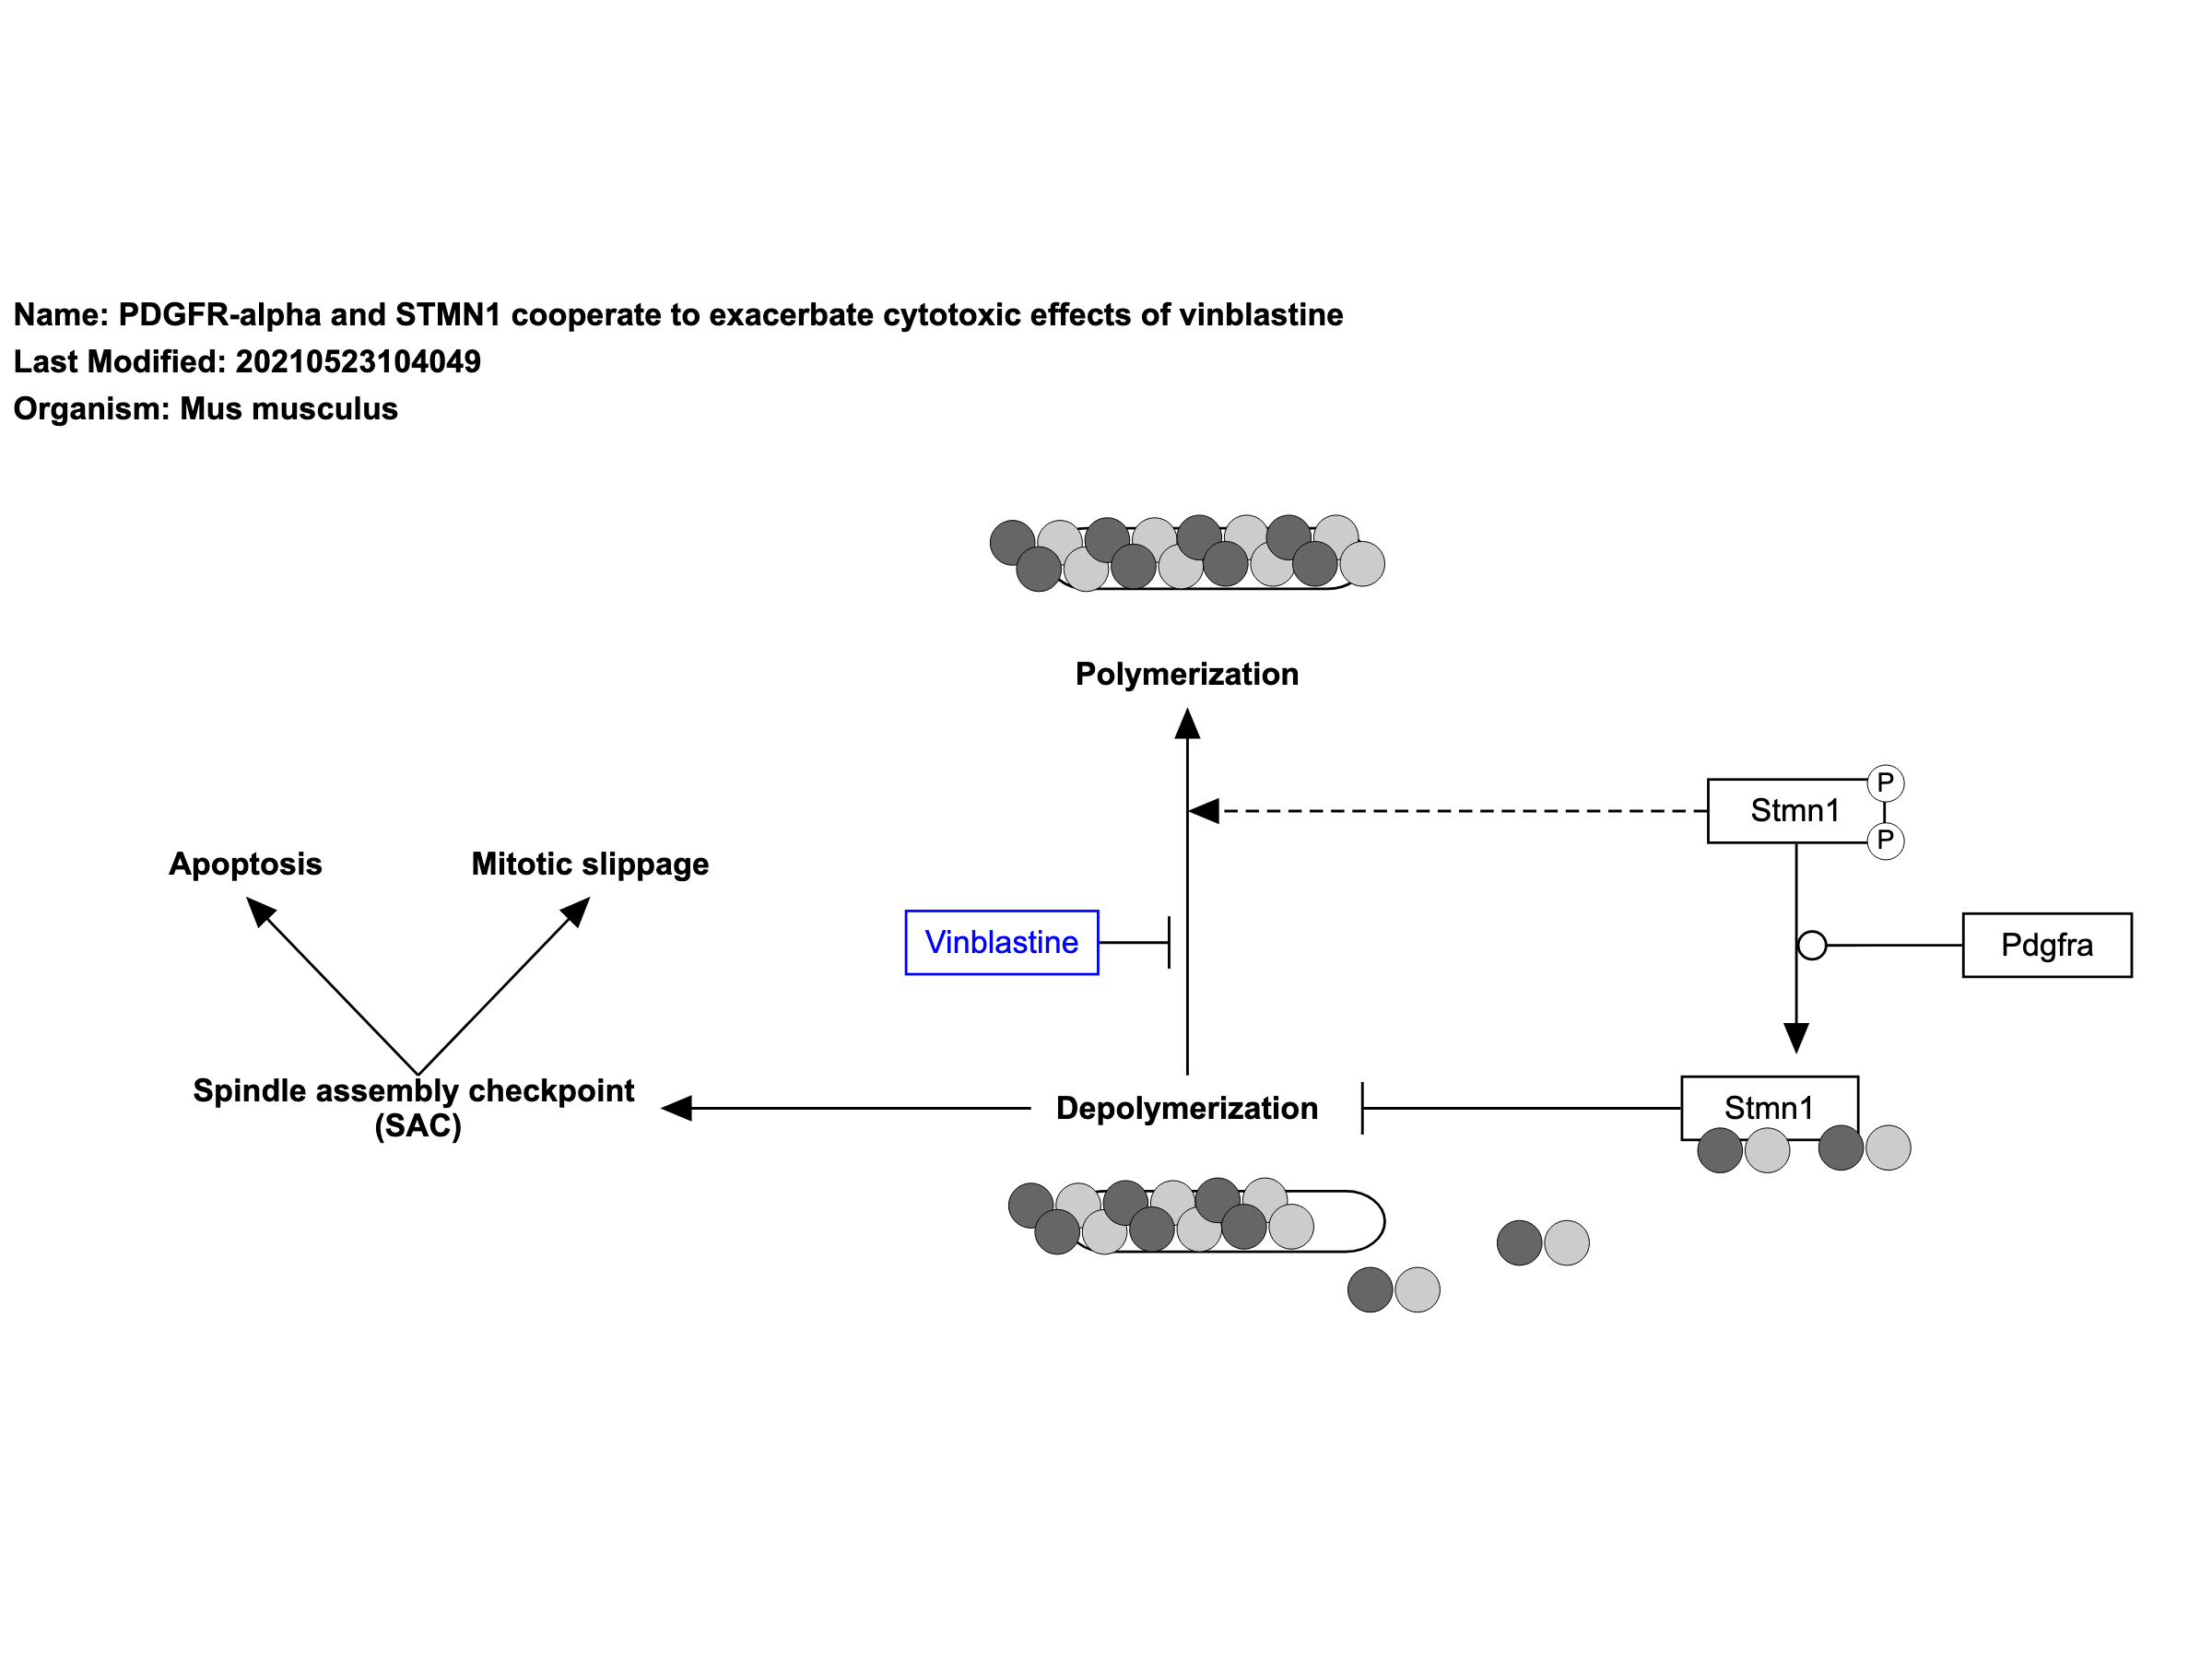 Name: PDGFR-alpha and STMN1 cooperate to exacerbate cytotoxic effects of vinblastine
Last Modified: 20210523104049
Organism: Mus musculus
Polymerization
Stmn1
P
P
Apoptosis
Mitotic slippage
Vinblastine
Pdgfra
Spindle assembly checkpoint
(SAC)
Depolymerization
Stmn1